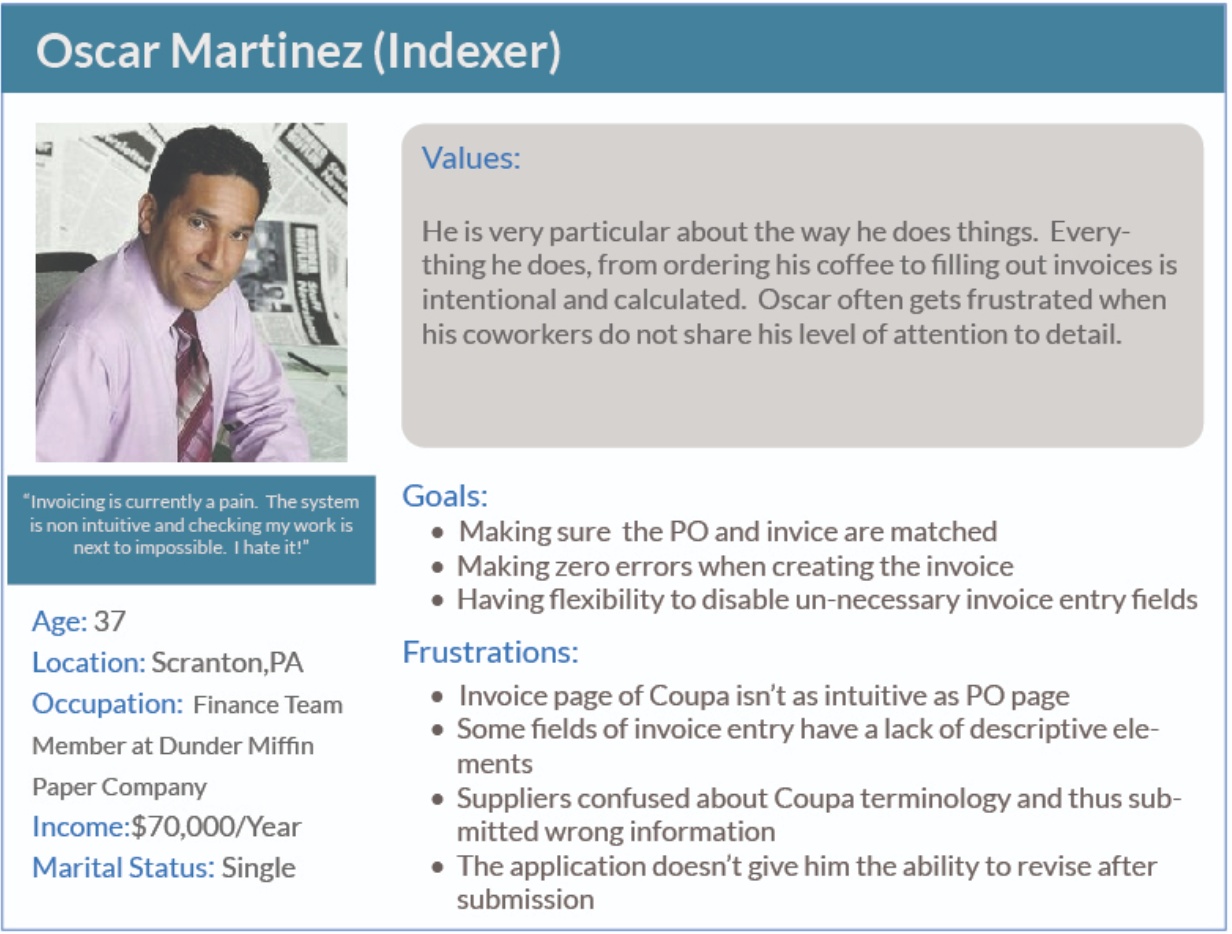 Oscar Martinez (Indexer)
Values:
He is very particular about the way he does things.  Every-
thing he does, from ordering his coffee to filling out invoices is
intentional and calculated.  Oscar often gets frustrated when
his coworkers do not share his level of attention to detail.
"Invoicing is currently a pain.  The system
is non intuitive and checking my work is
next to impossible.  I hate it!"
Age: 37
Location: Scranton,PA
Occupation:  Finance Team
Member at Dunder Miffin
Paper Company
Income:$70,000/Year
Marital Status: Single
Goals:
• Making sure  the PO and invice are matched
• Making zero errors when creating the invoice
• Having flexibility to disable un-necessary invoice entry fields
Frustrations:
• Invoice page of Coupa isn't as intuitive as PO page
• Some fields of invoice entry have a lack of descriptive ele-
ments
• Suppliers confused about Coupa terminology and thus sub-
mitted wrong information
• The application doesn't give him the ability to revise after
submission